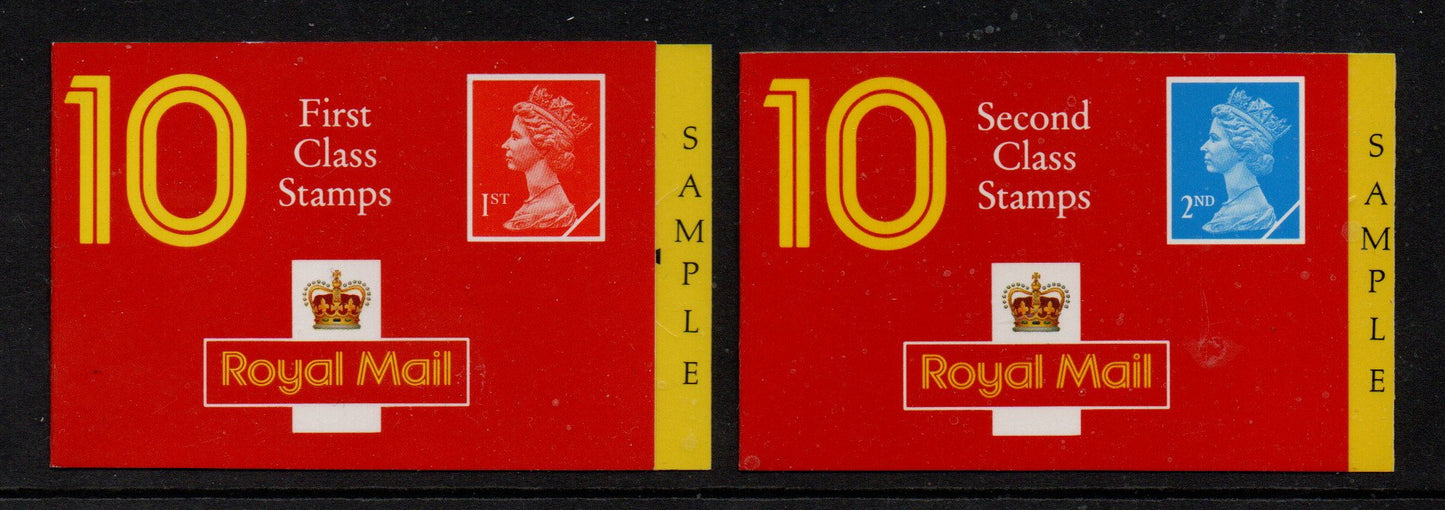 10
First
Class
Stamps
1ST
Royal Mail
SAMPLE
10
Second
Class
Stamps
2ND
Royal Mail
SAMPLE